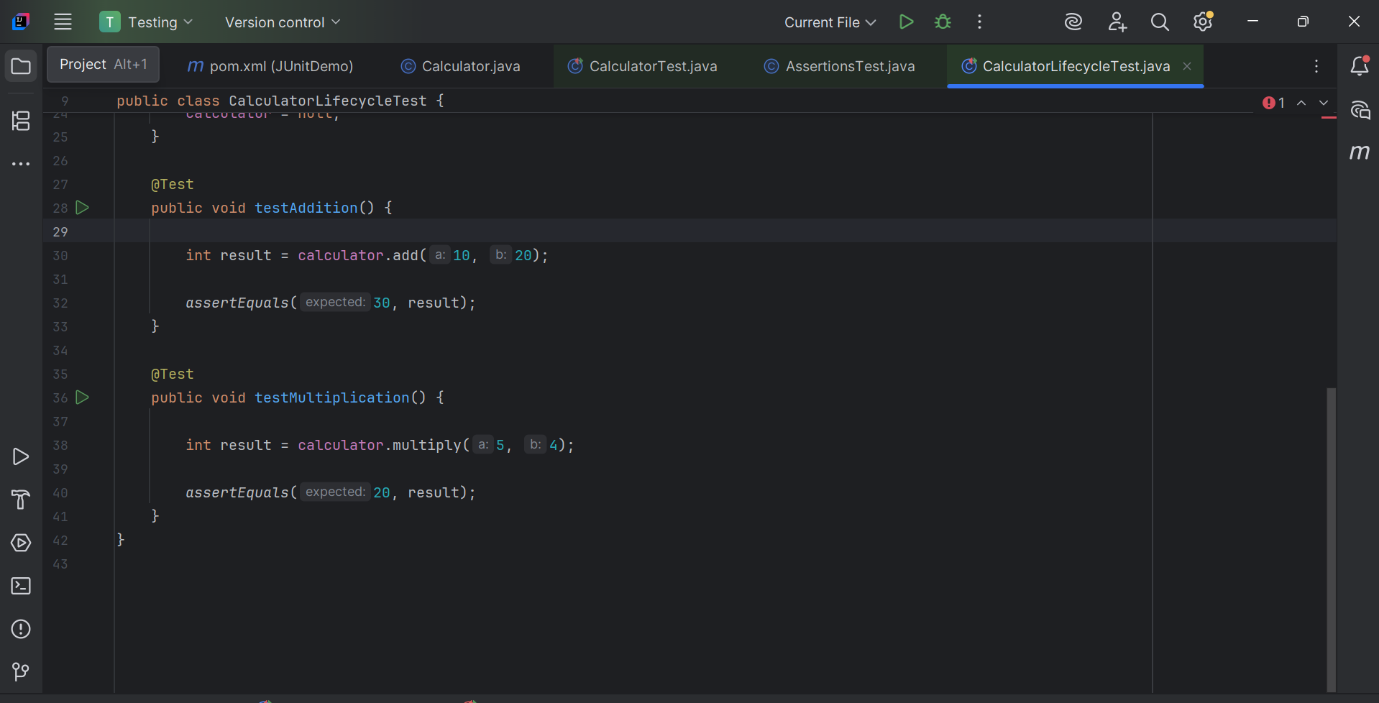 T Testing Version control Current File
Project Alt+1 m pom.xml (JUnitDemo) Calculator.java CalculatorTest.java AssertionsTest.java CalculatorLifecycleTest.java
9 public class CalculatorLifecycleTest { 1
24 calculator = null;
25 }
26
27 @Test
28 public void testAddition() {
29
30 int result = calculator.add( a: 10, b: 20);
31
32 assertEquals( expected: 30, result);
33 }
34
35 @Test
36 public void testMultiplication() {
37
38 int result = calculator.multiply( a: 5, b: 4);
39
40 assertEquals( expected: 20, result);
41 }
42 }
43